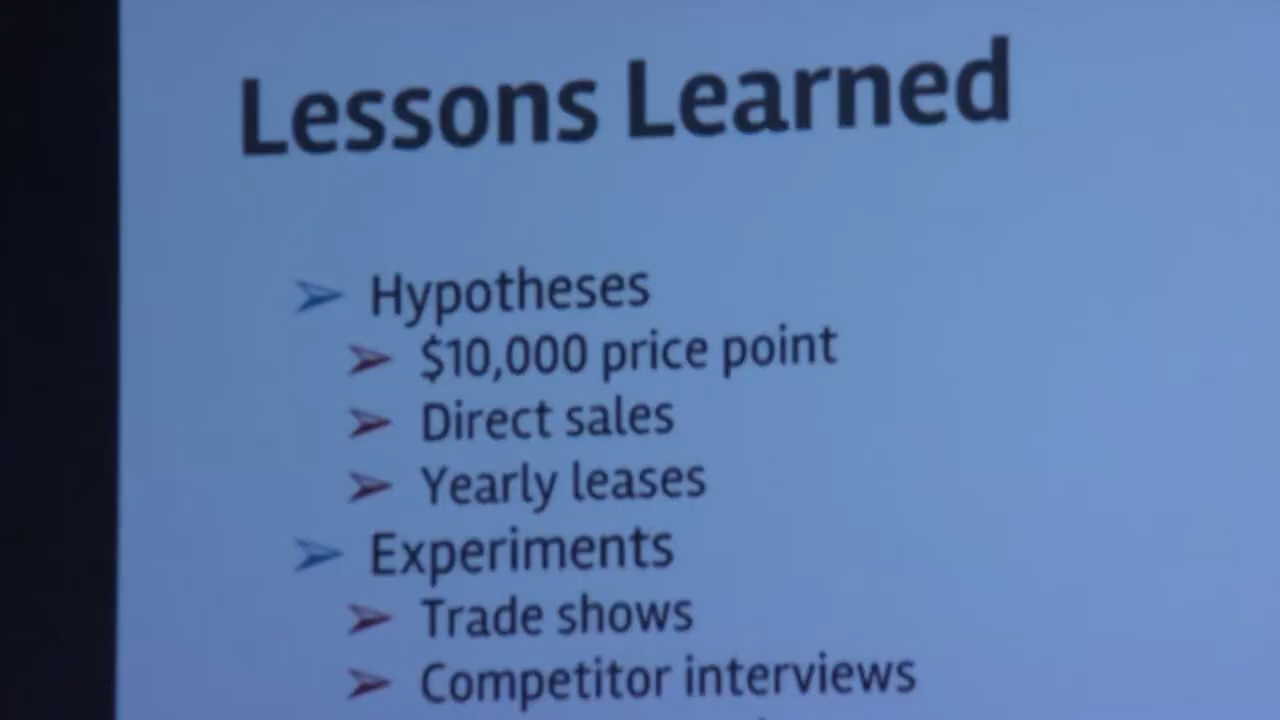 Lessons Learned
Hypotheses
$10,000 price point
Direct sales
Yearly leases
Experiments
Trade shows
Competitor interviews